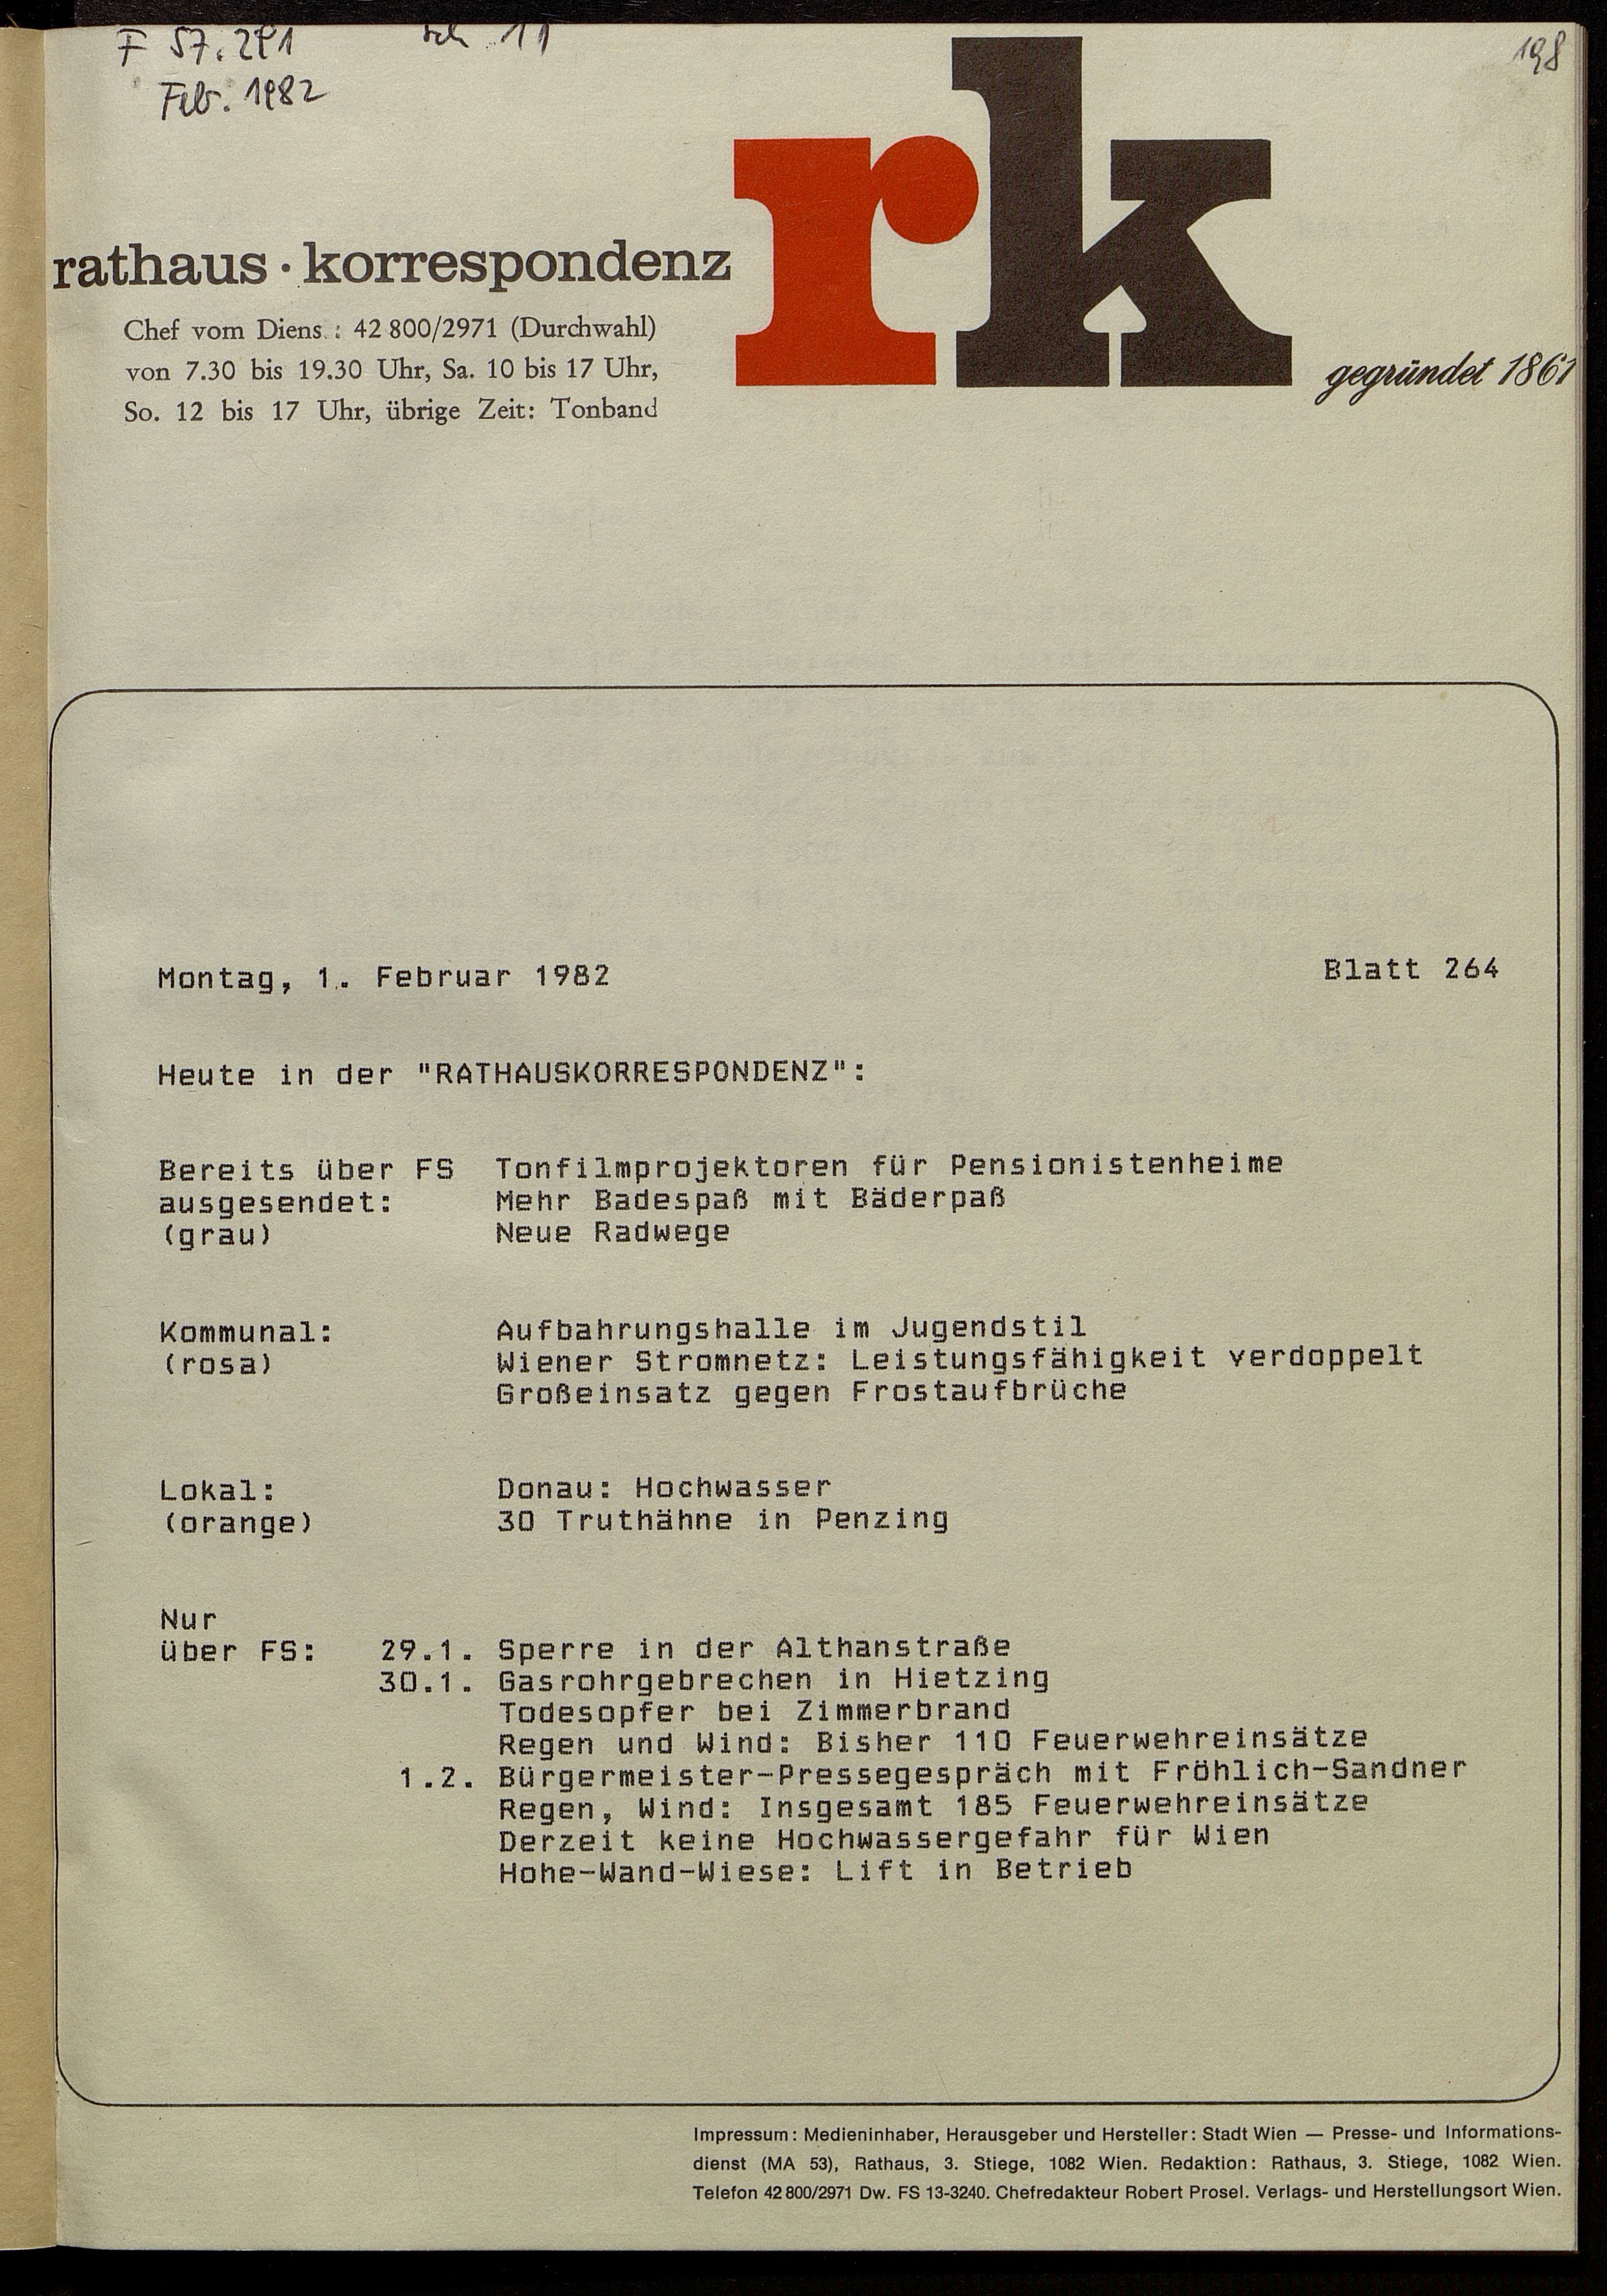 F 57.291
Feb. 1982
11
198
rk
rathaus · korrespondenz
gegründet 1861
Chef vom Diens.: 42 800/2971 (Durchwahl)
von 7.30 bis 19.30 Uhr, Sa. 10 bis 17 Uhr,
So. 12 bis 17 Uhr, übrige Zeit: Tonband
Montag, 1. Februar 1982 Blatt 264
Heute in der "RATHAUSKORRESPONDENZ":
Bereits über FS Tonfilmprojektoren für Pensionistenheime
ausgesendet: Mehr Badespaß mit Bäderpaß
(grau) Neue Radwege
Kommunal: Aufbahrungshalle im Jugendstil
(rosa) Wiener Stromnetz: Leistungsfähigkeit verdoppelt
Großeinsatz gegen Frostaufbrüche
Lokal: Donau: Hochwasser
(orange) 30 Truthähne in Penzing
Nur
über FS: 29.1. Sperre in der Althanstraße
30.1. Gasrohrgebrechen in Hietzing
Todesopfer bei Zimmerbrand
Regen und Wind: Bisher 110 Feuerwehreinsätze
1.2. Bürgermeister-Pressegespräch mit Fröhlich-Sandner
Regen, Wind: Insgesamt 185 Feuerwehreinsätze
Derzeit keine Hochwassergefahr für Wien
Hohe-Wand-Wiese: Lift in Betrieb
Impressum: Medieninhaber, Herausgeber und Hersteller: Stadt Wien — Presse- und Informations-
dienst (MA 53), Rathaus, 3. Stiege, 1082 Wien. Redaktion: Rathaus, 3. Stiege, 1082 Wien.
Telefon 42 800/2971 Dw. FS 13-3240. Chefredakteur Robert Prosel. Verlags- und Herstellungsort Wien.